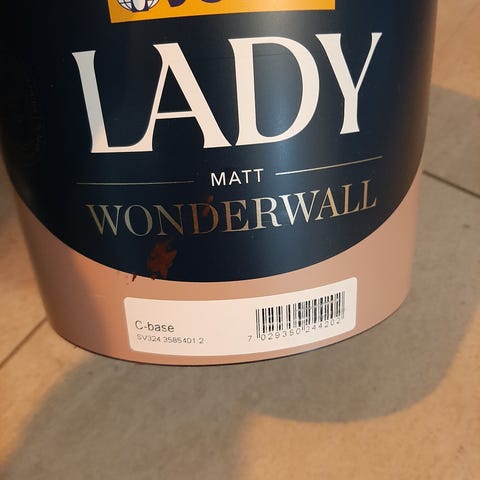 LADY
MATT
WONDERWALL
C-base
SV324 3585401 2
7 029350 244202